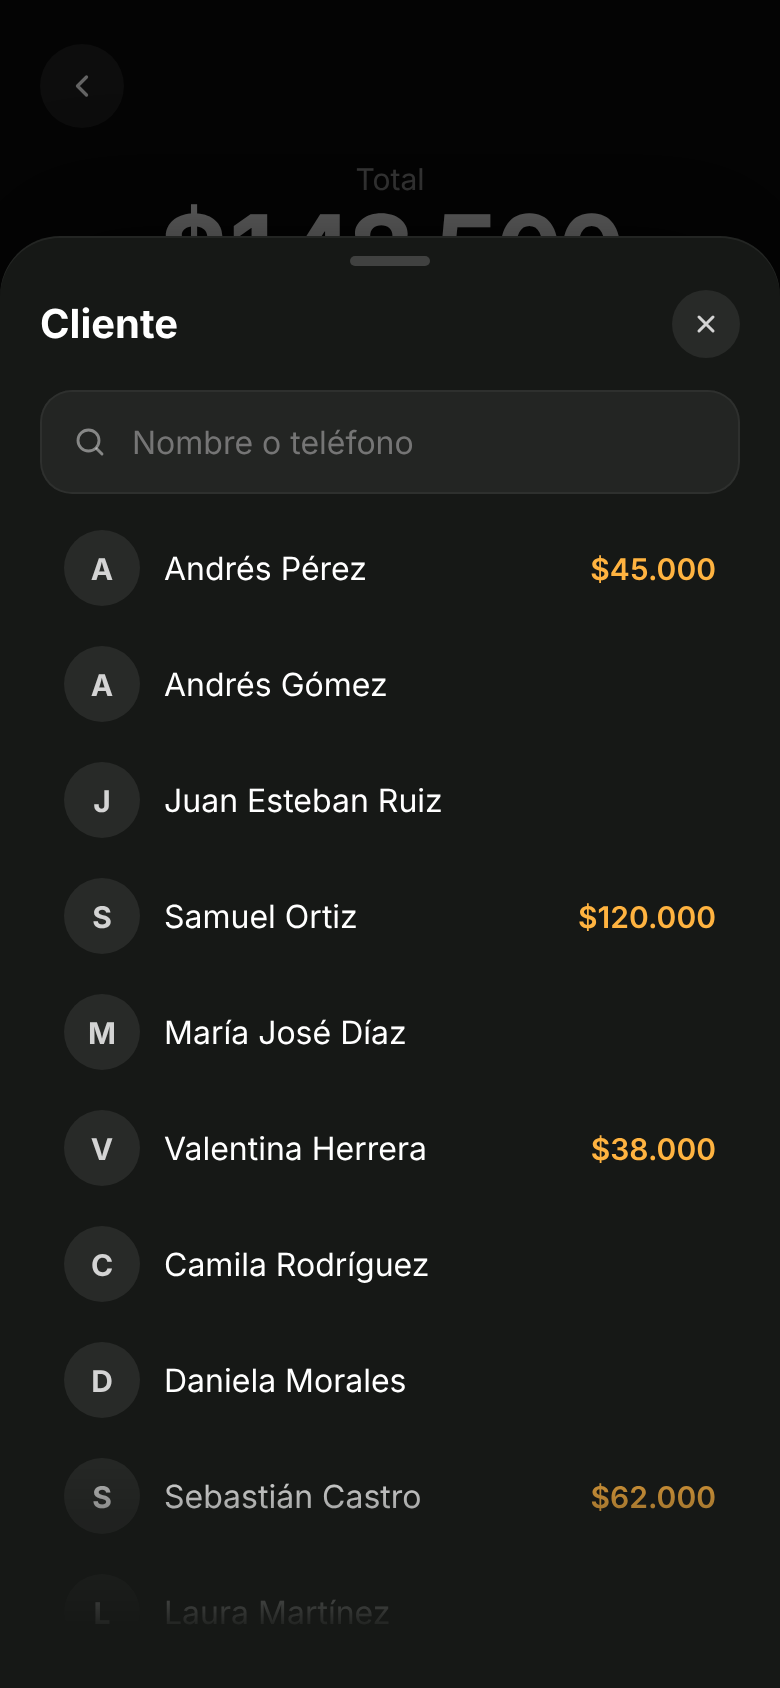 Total
Cliente
Nombre o teléfono
A Andrés Pérez $45.000
A Andrés Gómez
J Juan Esteban Ruiz
S Samuel Ortiz $120.000
M María José Díaz
V Valentina Herrera $38.000
C Camila Rodríguez
D Daniela Morales
S Sebastián Castro $62.000
L Laura Martínez